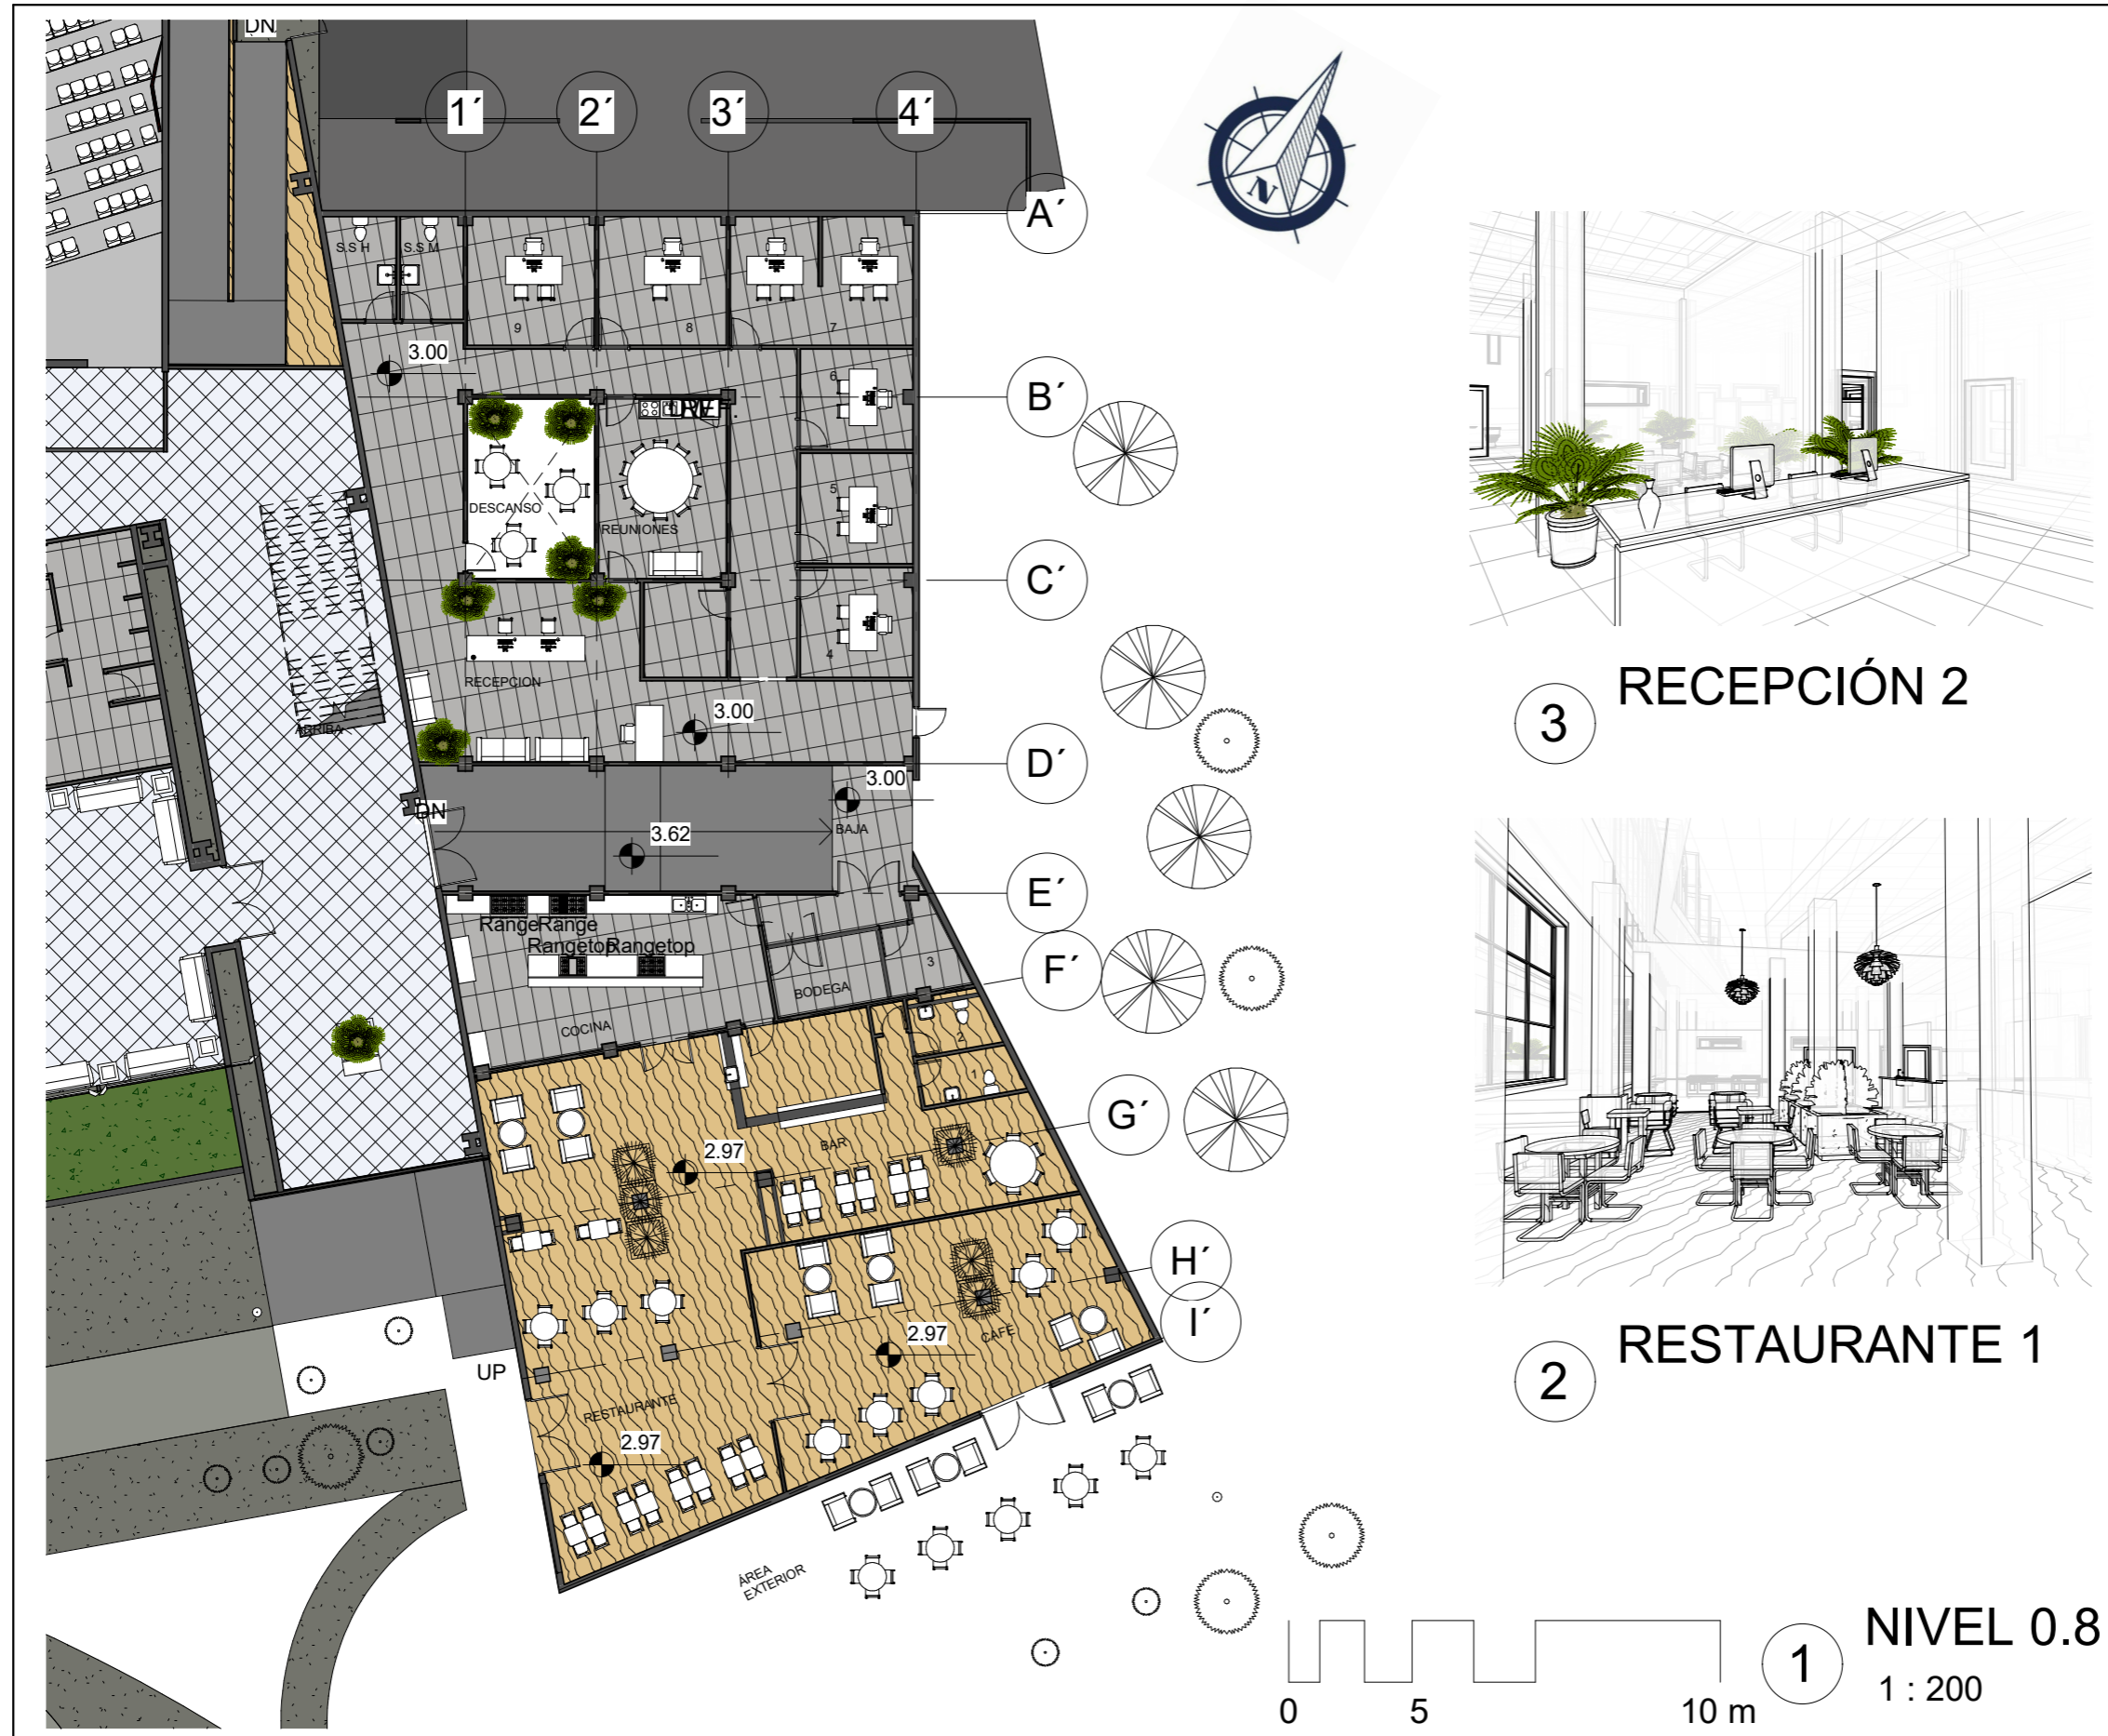 DN
1´
2´
3´
4´
A´
N
S.S H
S.S M
9
8
7
3.00
B´
6
5
DESCANSO
REUNIONES
C´
4
RECEPCION
3.00
ARRIBA
D´
3.00
DN
3.62
BAJA
E´
Range
Range
Rangetop
Rangetop
F´
3
BODEGA
COCINA
2
1
G´
BAR
2.97
H´
I´
2.97
CAFE
UP
RESTAURANTE
2.97
ÁREA
EXTERIOR
3
RECEPCIÓN 2
2
RESTAURANTE 1
0
5
10 m
1
NIVEL 0.8
1 : 200